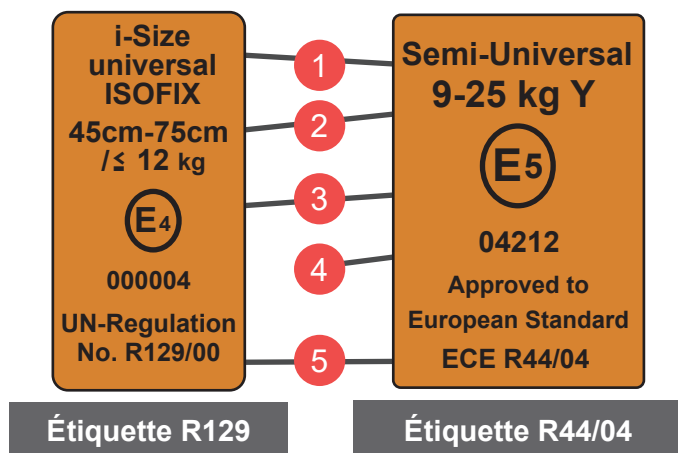 i-Size
universal
ISOFIX
45cm-75cm
/≤ 12 kg
E4
000004
UN-Regulation
No. R129/00
1
2
3
4
5
Semi-Universal
9-25 kg Y
E5
04212
Approved to
European Standard
ECE R44/04
Étiquette R129
Étiquette R44/04